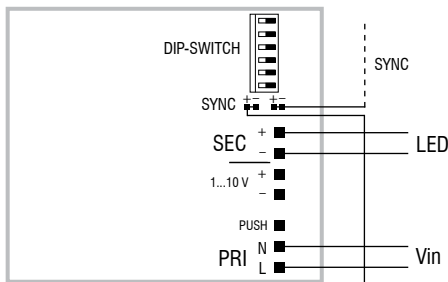 DIP-SWITCH
SYNC
+- +-
SYNC
+
SEC
LED
-
+
1...10 V
-
PUSH
N
PRI
Vin
L